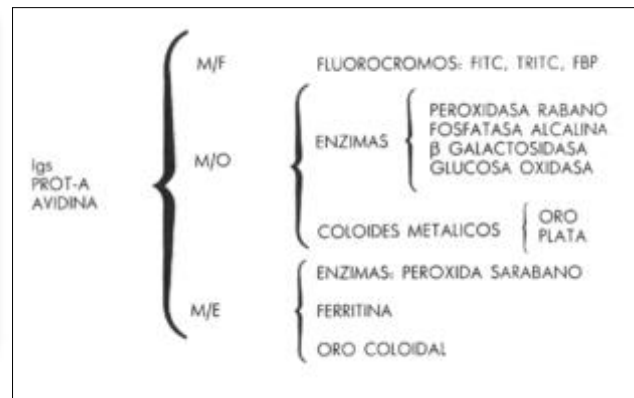 M/F FLUOROCROMOS: FITC, TRITC, FBP
Igs
PROT-A
AVIDINA
M/O
ENZIMAS
PEROXIDASA RABANO
FOSFATASA ALCALINA
β GALACTOSIDASA
GLUCOSA OXIDASA
COLOIDES METALICOS
ORO
PLATA
M/E
ENZIMAS: PEROXIDA SARABANO
FERRITINA
ORO COLOIDAL